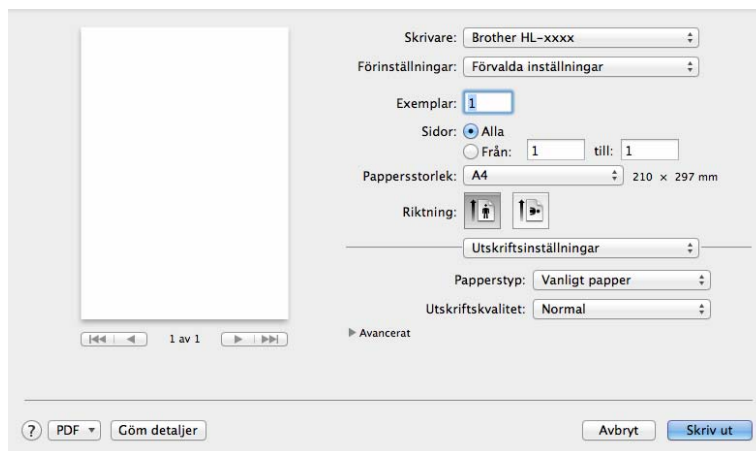 Skrivare: Brother HL-xxxx
Förinställningar: Förvalda inställningar
Exemplar: 1
Sidor: Alla
Från: 1 till: 1
Pappersstorlek: A4 210 × 297 mm
Riktning:
Utskriftsinställningar
Papperstyp: Vanligt papper
Utskriftskvalitet: Normal
Avancerat
1 av 1
? PDF Göm detaljer Avbryt Skriv ut